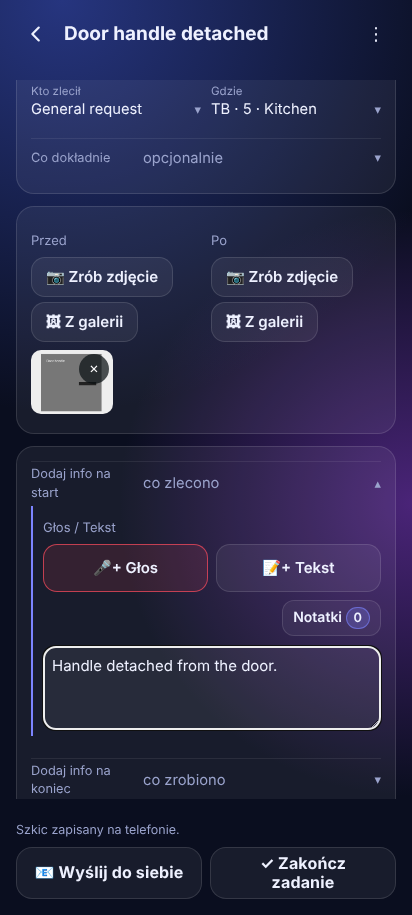 Door handle detached
Kto zlecił
Gdzie
General request
TB · 5 · Kitchen
Co dokładnie
opcjonalnie
Przed
Po
Zrób zdjęcie
Zrób zdjęcie
Z galerii
Z galerii
Dodaj info na
start
co zlecono
Głos / Tekst
+ Głos
+ Tekst
Notatki 0
Handle detached from the door.
Dodaj info na
koniec
co zrobiono
Szkic zapisany na telefonie.
Wyślij do siebie
✓ Zakończ
zadanie